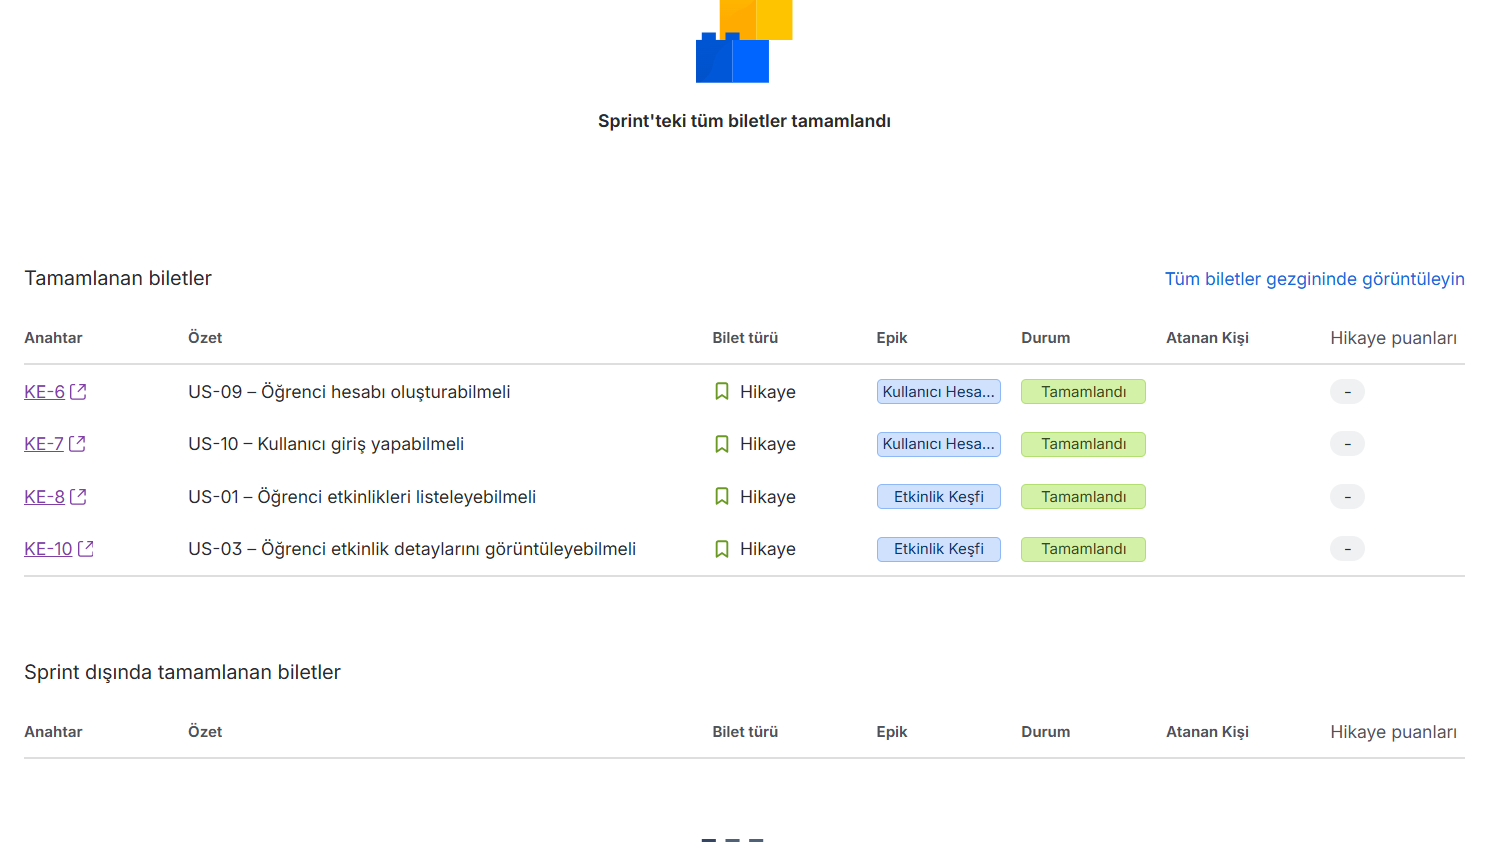 Sprint'teki tüm biletler tamamlandı
Tamamlanan biletler
Tüm biletler gezgininde görüntüleyin
Anahtar Özet Bilet türü Epik Durum Atanan Kişi Hikaye puanları
KE-6 US-09 – Öğrenci hesabı oluşturabilmeli Hikaye Kullanıcı Hesa... Tamamlandı -
KE-7 US-10 – Kullanıcı giriş yapabilmeli Hikaye Kullanıcı Hesa... Tamamlandı -
KE-8 US-01 – Öğrenci etkinlikleri listeleyebilmeli Hikaye Etkinlik Keşfi Tamamlandı -
KE-10 US-03 – Öğrenci etkinlik detaylarını görüntüleyebilmeli Hikaye Etkinlik Keşfi Tamamlandı -
Sprint dışında tamamlanan biletler
Anahtar Özet Bilet türü Epik Durum Atanan Kişi Hikaye puanları